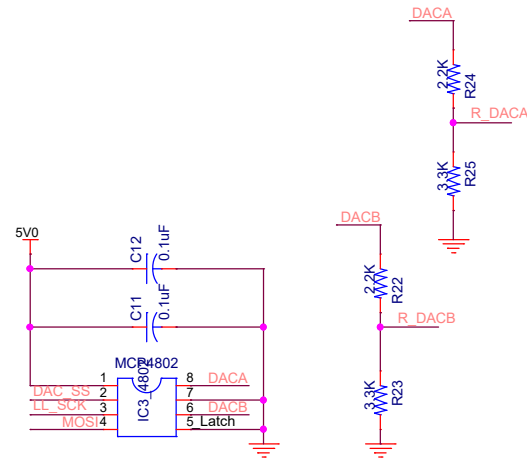 DACA
2.2K
R24
R_DACA
3.3K
R25
DACB
2.2K
R22
R_DACB
3.3K
R23
5V0
C12
0.1uF
C11
0.1uF
MCP4802
IC3_4802
1
8
DACA
DAC_SS
2
7
LL_SCK
3
6
DACB
MOSI
4
5_Latch